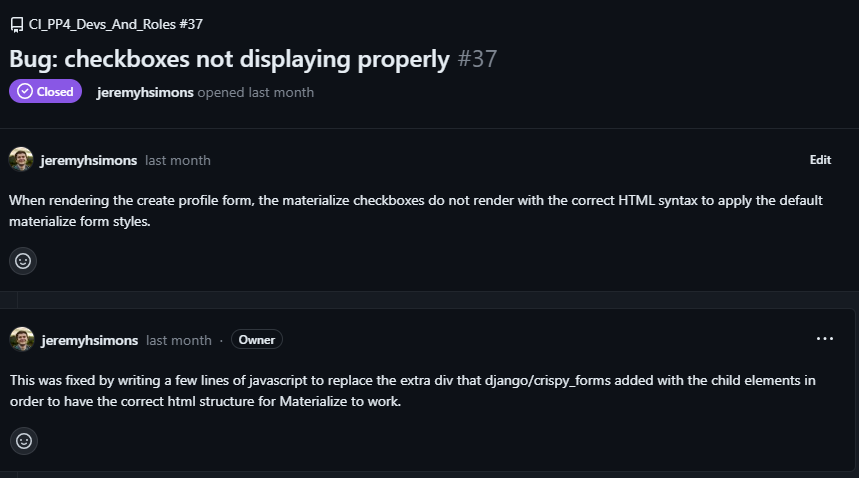 CI_PP4_Devs_And_Roles #37
Bug: checkboxes not displaying properly #37
Closed jeremyhsimons opened last month
jeremyhsimons last month Edit
When rendering the create profile form, the materialize checkboxes do not render with the correct HTML syntax to apply the default
materialize form styles.
jeremyhsimons last month · Owner ...
This was fixed by writing a few lines of javascript to replace the extra div that django/crispy_forms added with the child elements in
order to have the correct html structure for Materialize to work.